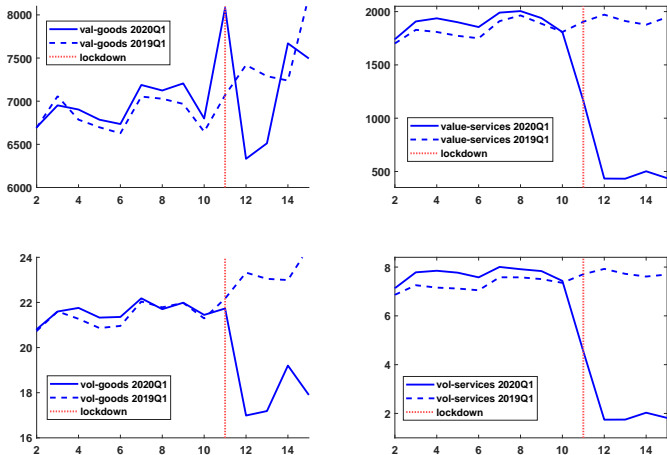 8000
7500
7000
6500
6000
val-goods 2020Q1
val-goods 2019Q1
lockdown
2 4 6 8 10 12 14
2000
1500
1000
500
value-services 2020Q1
value-services 2019Q1
lockdown
2 4 6 8 10 12 14
24
22
20
18
16
vol-goods 2020Q1
vol-goods 2019Q1
lockdown
2 4 6 8 10 12 14
8
6
4
2
vol-services 2020Q1
vol-services 2019Q1
lockdown
2 4 6 8 10 12 14